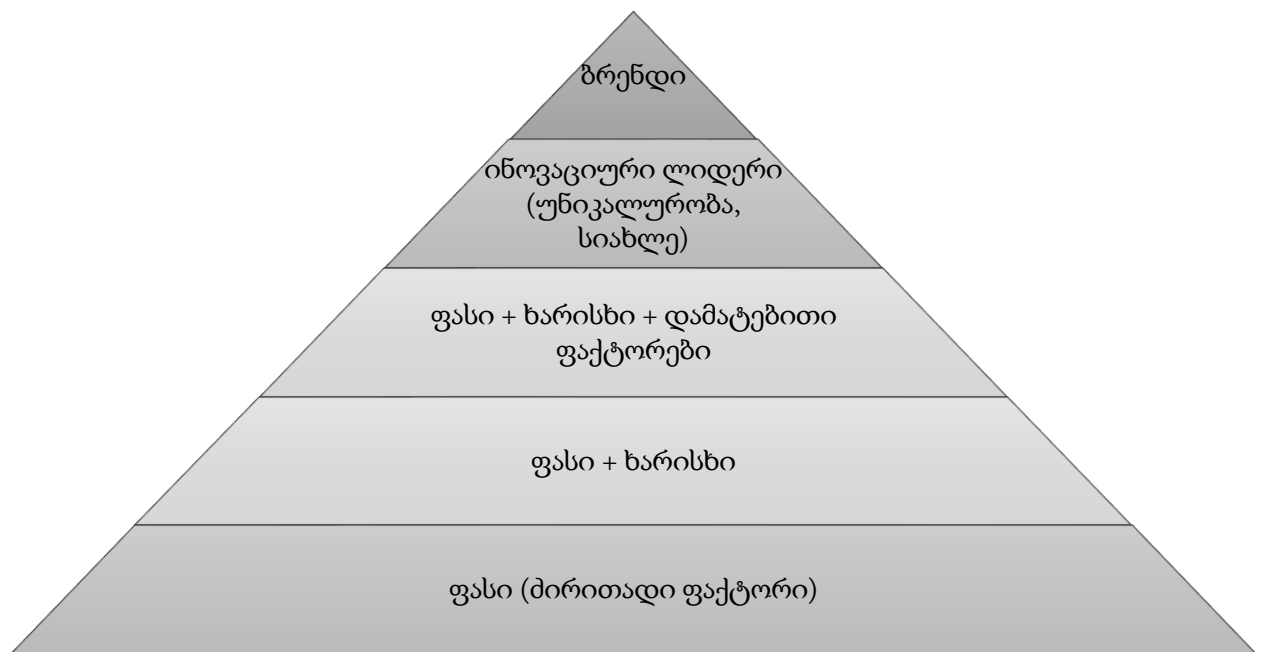 ბრენდი
ინოვაციური ლიდერი
(უნიკალურობა,
სიახლე)
ფასი + ხარისხი + დამატებითი
ფაქტორები
ფასი + ხარისხი
ფასი (ძირითადი ფაქტორი)